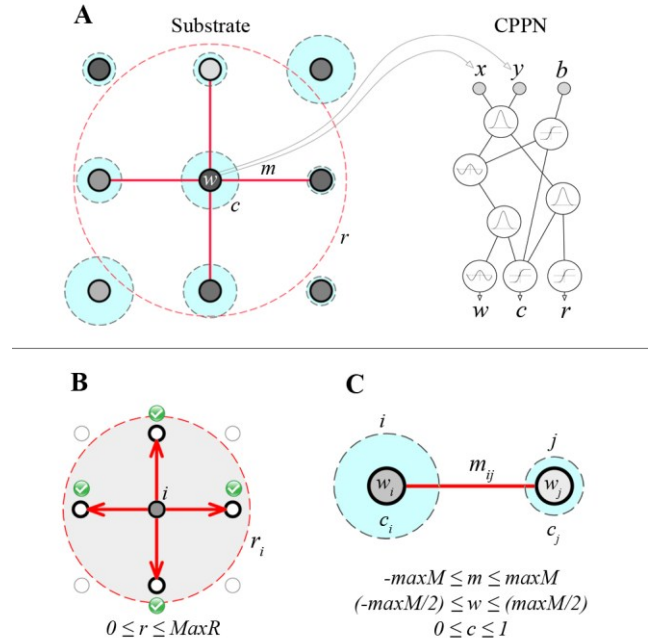 A
Substrate
CPPN
x y b
w
m
c
r
w c r
B
i
r_i
0 ≤ r ≤ MaxR
C
i
j
m_ij
w_i
w_j
c_i
c_j
-maxM ≤ m ≤ maxM
(-maxM/2) ≤ w ≤ (maxM/2)
0 ≤ c ≤ 1